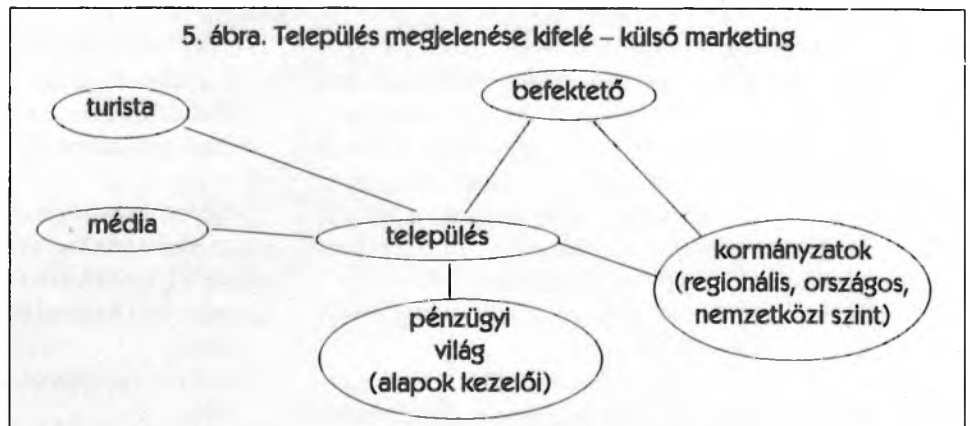 5. ábra. Település megjelenése kifelé – külső marketing
turista
befektető
média
település
kormányzatok
(regionális, országos,
nemzetközi szint)
pénzügyi
világ
(alapok kezelői)